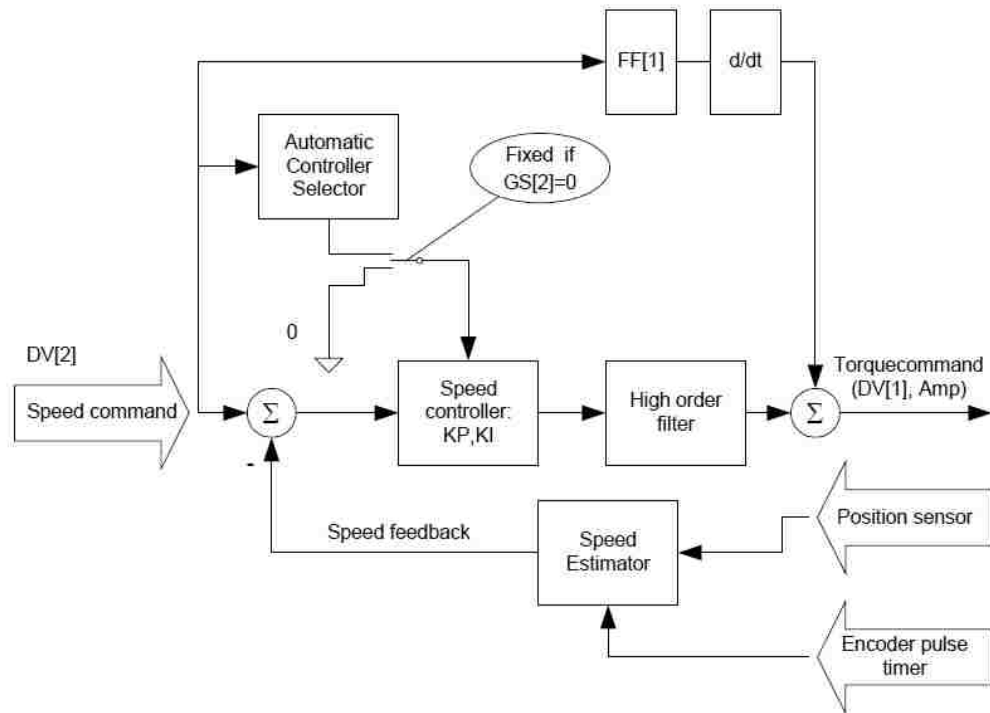 FF[1]
d/dt
Automatic
Controller
Selector
Fixed if
GS[2]=0
0
DV[2]
Speed command
Σ
-
Speed
controller:
KP,KI
High order
filter
Σ
Torquecommand
(DV[1], Amp)
Speed feedback
Speed
Estimator
Position sensor
Encoder pulse
timer